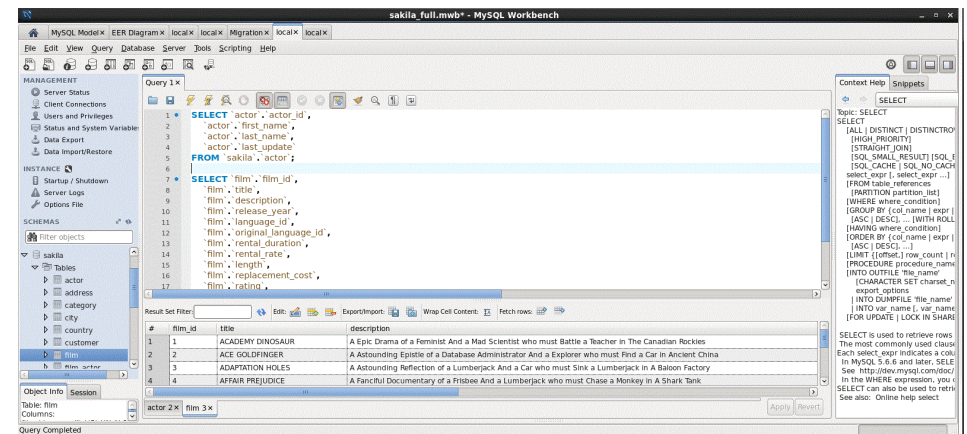 sakila_full.mwb* - MySQL Workbench
MySQL Model× EER Diagram× local× local× Migration× local× local×
File Edit View Query Database Server Tools Scripting Help
MANAGEMENT
Server Status
Client Connections
Users and Privileges
Status and System Variable
Data Export
Data Import/Restore
INSTANCE
Startup / Shutdown
Server Logs
Options File
SCHEMAS
Filter objects
sakila
Tables
actor
address
category
city
country
customer
film
film_actor
Object Info Session
Table: film
Columns:
Query Completed
Query 1×
1 SELECT `actor`.`actor_id`,
2 `actor`.`first_name`,
3 `actor`.`last_name`,
4 `actor`.`last_update`
5 FROM `sakila`.`actor`;
6
7 SELECT `film`.`film_id`,
8 `film`.`title`,
9 `film`.`description`,
10 `film`.`release_year`,
11 `film`.`language_id`,
12 `film`.`original_language_id`,
13 `film`.`rental_duration`,
14 `film`.`rental_rate`,
15 `film`.`length`,
16 `film`.`replacement_cost`,
17 `film`.`rating`,
Result Set Filter: Edit: Export/Import: Wrap Cell Content: Fetch rows:
# film_id title description
1 1 ACADEMY DINOSAUR A Epic Drama of a Feminist And a Mad Scientist who must Battle a Teacher in The Canadian Rockies
2 2 ACE GOLDFINGER A Astounding Epistle of a Database Administrator And a Explorer who must Find a Car in Ancient China
3 3 ADAPTATION HOLES A Astounding Reflection of a Lumberjack And a Car who must Sink a Lumberjack in A Baloon Factory
4 4 AFFAIR PREJUDICE A Fanciful Documentary of a Frisbee And a Lumberjack who must Chase a Monkey in A Shark Tank
actor 2× film 3× Apply Revert
Context Help Snippets
SELECT
Topic: SELECT
SELECT
[ALL | DISTINCT | DISTINCTROV
[HIGH_PRIORITY]
[STRAIGHT_JOIN]
[SQL_SMALL_RESULT] [SQL_E
[SQL_CACHE | SQL_NO_CACH
select_expr [, select_expr ...]
[FROM table_references
[PARTITION partition_list]
[WHERE where_condition]
[GROUP BY {col_name | expr |
[ASC | DESC], ... [WITH ROLL
[HAVING where_condition]
[ORDER BY {col_name | expr |
[ASC | DESC], ...]
[LIMIT {[offset,] row_count | r
[PROCEDURE procedure_name
[INTO OUTFILE 'file_name'
[CHARACTER SET charset_n
export_options
| INTO DUMPFILE 'file_name'
| INTO var_name [, var_name
[FOR UPDATE | LOCK IN SHARE
SELECT is used to retrieve rows
The most commonly used clause
Each select_expr indicates a colu
In MySQL 5.6.6 and later, SELE
See http://dev.mysql.com/doc/
In the WHERE expression, you c
SELECT can also be used to retri
See also: Online help select